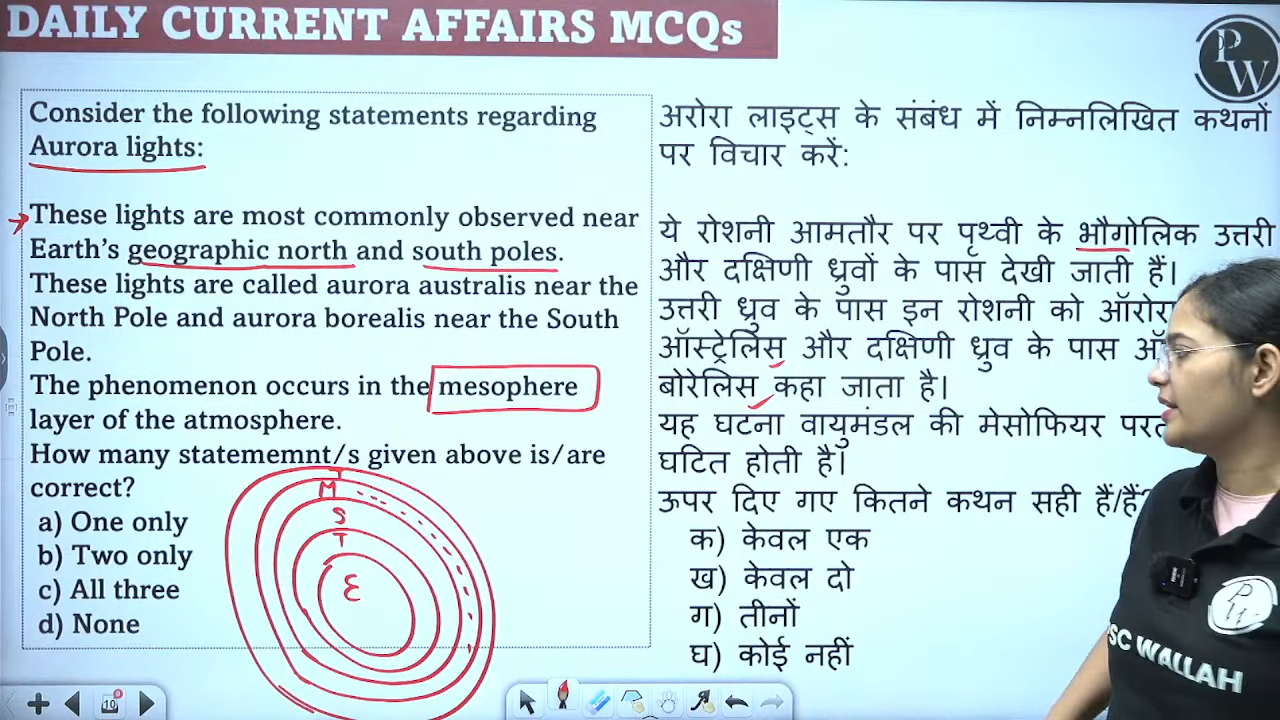 DAILY CURRENT AFFAIRS MCQs
PW
Consider the following statements regarding
Aurora lights:
These lights are most commonly observed near
Earth's geographic north and south poles.
These lights are called aurora australis near the
North Pole and aurora borealis near the South
Pole.
The phenomenon occurs in the mesophere
layer of the atmosphere.
How many statememnt/s given above is/are
correct?
a) One only
b) Two only
c) All three
d) None
T
M
S
T
E
अरोरा लाइट्स के संबंध में निम्नलिखित कथनों
पर विचार करें:
ये रोशनी आमतौर पर पृथ्वी के भौगोलिक उत्तरी
और दक्षिणी ध्रुवों के पास देखी जाती हैं।
उत्तरी ध्रुव के पास इन रोशनी को
ऑस्ट्रेलिस और दक्षिणी ध्रुव के पास
बोरेलिस कहा जाता है।
यह घटना वायुमंडल की मेसोफियर परत
घटित होती है।
ऊपर दिए गए कितने कथन सही हैं/हैं?
क) केवल एक
ख) केवल दो
ग) तीनों
घ) कोई नहीं
PW
WALLAH
10